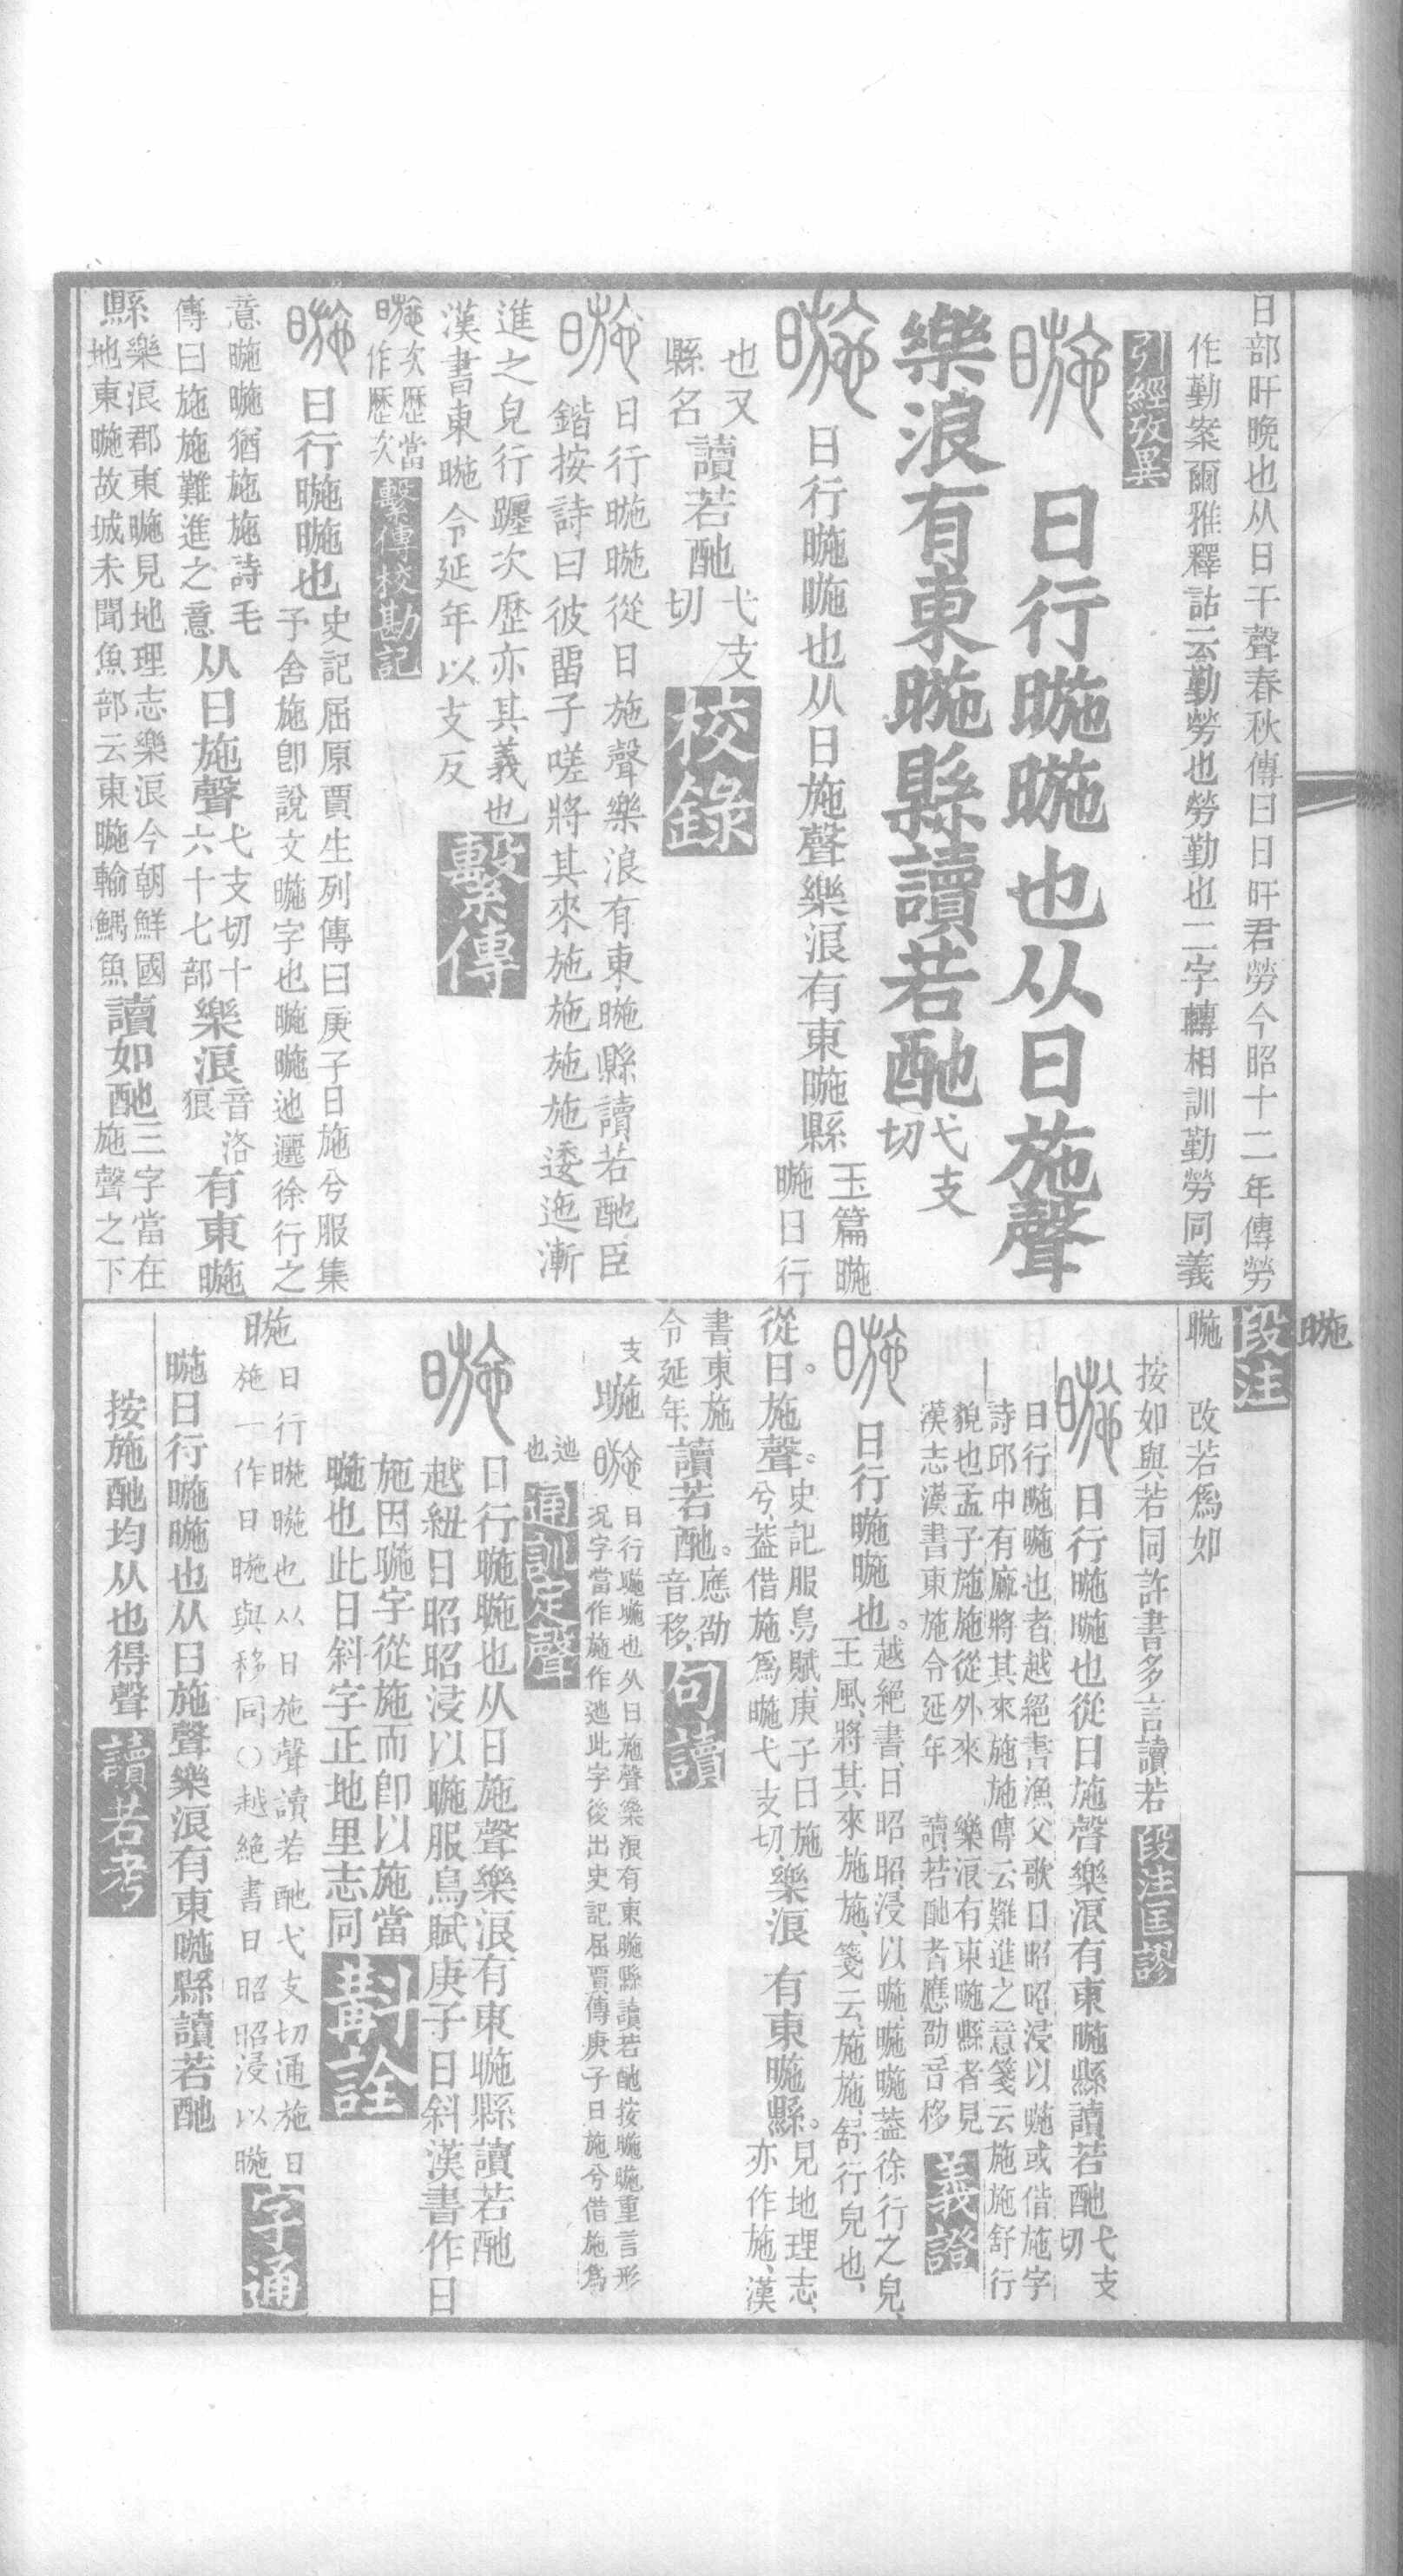 日部旰晚也从日干聲春秋傳曰日旰君勞今昭十二年傳勞
作勤案爾雅釋詁云勤勞也勞勤也二字轉相訓勤勞同義
引經攷異
暆 日行暆暆也从日施聲
樂浪有東暆縣讀若酏弋支切
暆 日行暆暆也从日施聲樂浪有東暆縣玉篇暆暆日行
也又縣名讀若酏弋支切 校錄
暆 日行暆暆從日施聲樂浪有東暆縣讀若酏臣
鍇按詩曰彼畱子嗟將其來施施施施逶迤漸
進之皃行躔次歷亦其義也
漢書東暆令延年以支反 繫傳
暆次歷當作歷次 繫傳校勘記
暆 日行暆暆也史記屈原賈生列傳曰庚子日施兮服集
予舍施卽說文暆字也暆暆迆邐徐行之
意暆暆猶施施詩毛
傳曰施施難進之意从日施聲弋支切十六十七部樂浪音洛狼有東暆
縣樂浪郡東暆見地理志樂浪今朝鮮國
地東暆故城未聞魚部云東暆輸鰅魚讀如酏三字當在施聲之下
暆
段注
暆 改若爲如
按如與若同許書多言讀若 段注匡謬
暆 日行暆暆也從日施聲樂浪有東暆縣讀若酏弋支切
日行暆暆也者越絕書漁父歌日昭昭浸以暆或偕施字
詩邱中有麻將其來施施傳云難進之意箋云施施舒行
貌也孟子施施從外來 樂浪有東暆縣者見
漢志漢書東施令延年 讀若酏者應劭音移 義證
暆 日行暆暆也。越絕書、日昭昭、浸以暆、暆暆葢徐行之皃、
王風、將其來施施、箋云、施施、舒行皃也、
從日。施聲。史記服鳥賦、庚子日施兮、葢借施爲暆弋支切、樂浪 有東暆縣。見地理志、亦作施、漢
書、東施令延年、讀若酏。應劭音移、 句讀
支 暆 暆日行暆暆也从日施聲樂浪有東暆縣讀若酏按暆暆重言形
况字當作施作迆此字後出史記屈賈傳庚子日施兮借施爲
迆也 通訓定聲
暆 日行暆暆也从日施聲樂浪有東暆縣讀若酏
越紐日昭昭浸以暆服鳥賦庚子日斜漢書作日
施因暆字從施而卽以施當
暆也此日斜字正地里志同 斠詮
暆 日行暆暆也从日施聲讀若酏弋支切通施日
施一作日暆與移同○越絕書日昭昭浸以暆 字通
暆日行暆暆也从日施聲樂浪有東暆縣讀若酏
按施酏均从也得聲 讀若考